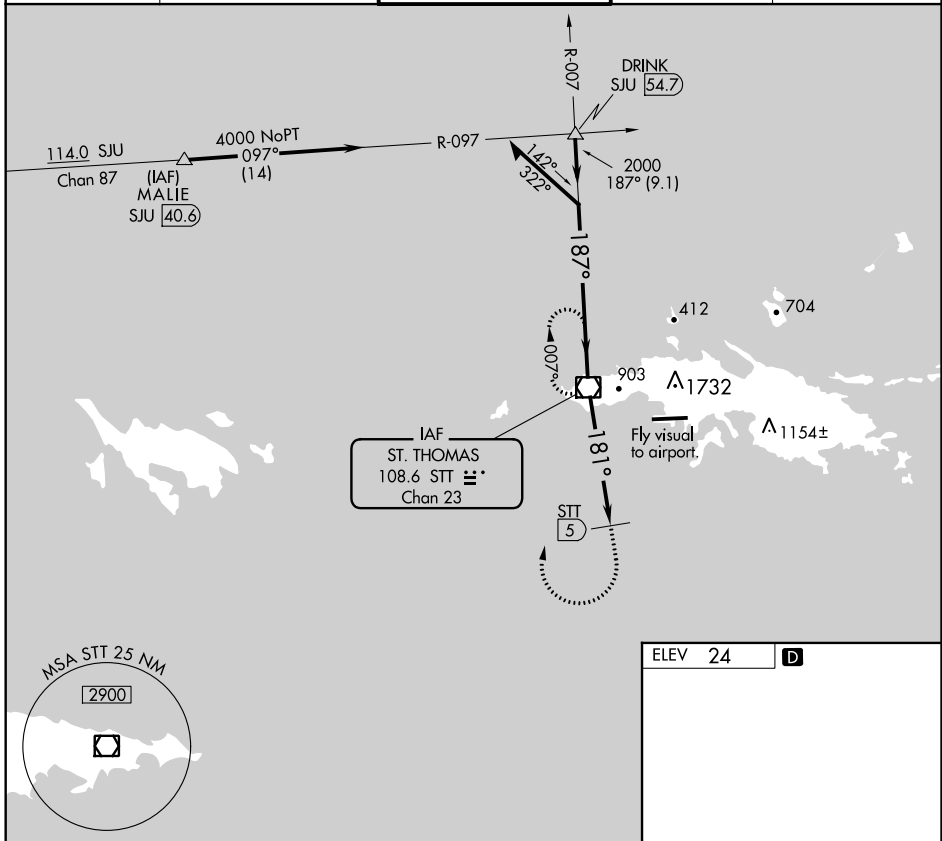 R-007
DRINK
SJU 54.7
4000 NoPT
097°
(14)
R-097
114.0 SJU
Chan 87
(IAF)
MALIE
SJU 40.6
142°
322°
2000
187° (9.1)
187°
412
704
007°
903
1732
1154±
Fly visual
to airport.
IAF
ST. THOMAS
108.6 STT
Chan 23
181°
STT
5
MSA STT 25 NM
2900
ELEV 24
D